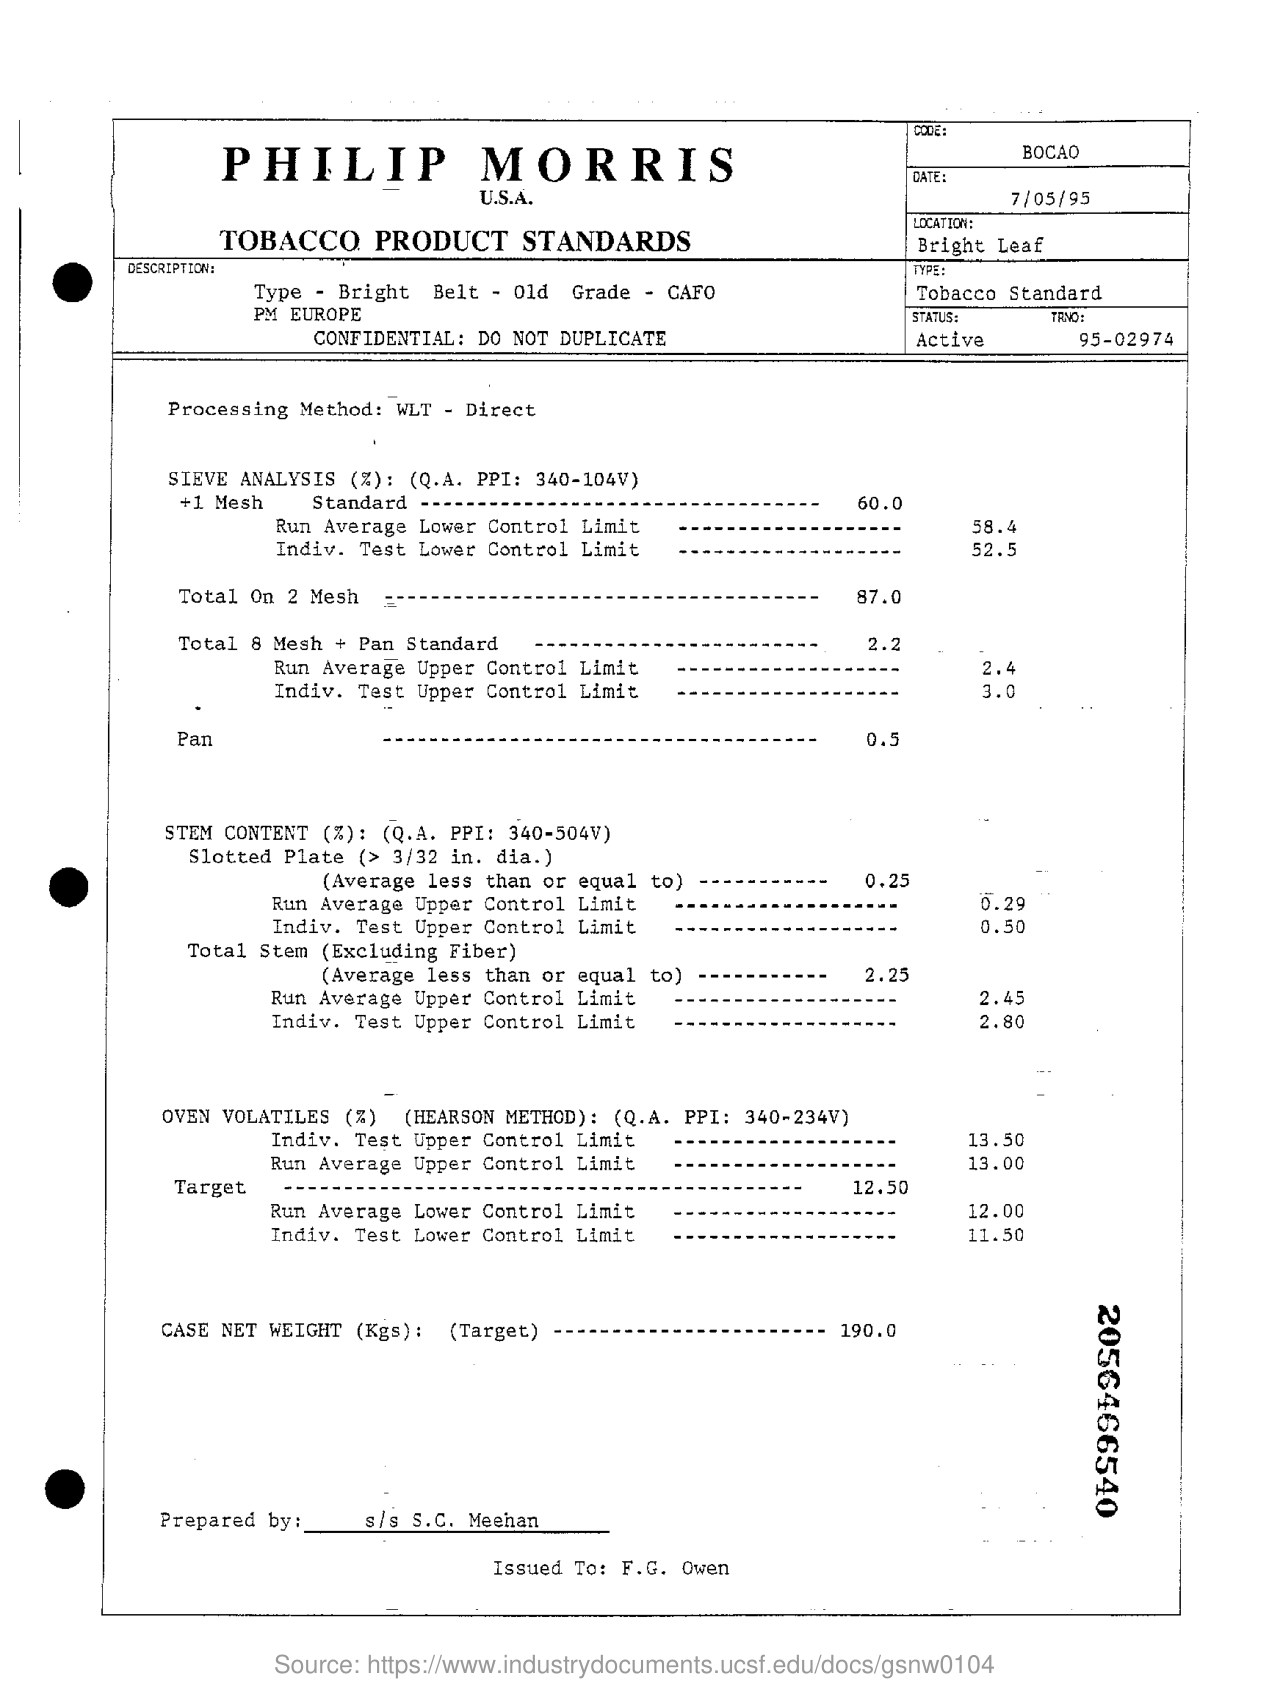 PHILIP MORRIS
U.S.A.
TOBACCO PRODUCT STANDARDS
CODE:
BOCAO
DATE:
7/05/95
LOCATION:
Bright Leaf
DESCRIPTION:
Type - Bright Belt - Old Grade - CAFO
PM EUROPE
CONFIDENTIAL: DO NOT DUPLICATE
TYPE:
Tobacco Standard
STATUS: TRNO:
Active 95-02974
Processing Method: WLT - Direct
SIEVE ANALYSIS (%): (Q.A. PPI: 340-104V)
+1 Mesh Standard ---------------------------------- 60.0
Run Average Lower Control Limit ------------------- 58.4
Indiv. Test Lower Control Limit ------------------- 52.5
Total On 2 Mesh ------------------------------------- 87.0
Total 8 Mesh + Pan Standard ------------------------ 2.2
Run Average Upper Control Limit ------------------- 2.4
Indiv. Test Upper Control Limit ------------------- 3.0
Pan ------------------------------------- 0.5
STEM CONTENT (%): (Q.A. PPI: 340-504V)
Slotted Plate (> 3/32 in. dia.)
(Average less than or equal to) ----------- 0.25
Run Average Upper Control Limit ------------------- 0.29
Indiv. Test Upper Control Limit ------------------- 0.50
Total Stem (Excluding Fiber)
(Average less than or equal to) ----------- 2.25
Run Average Upper Control Limit ------------------- 2.45
Indiv. Test Upper Control Limit ------------------- 2.80
OVEN VOLATILES (%) (HEARSON METHOD): (Q.A. PPI: 340-234V)
Indiv. Test Upper Control Limit ------------------- 13.50
Run Average Upper Control Limit ------------------- 13.00
Target -------------------------------------------- 12.50
Run Average Lower Control Limit ------------------- 12.00
Indiv. Test Lower Control Limit ------------------- 11.50
CASE NET WEIGHT (Kgs): (Target) ----------------------- 190.0
2056466540
Prepared by: s/s S.C. Meehan
Issued To: F.G. Owen
Source: https://www.industrydocuments.ucsf.edu/docs/gsnw0104